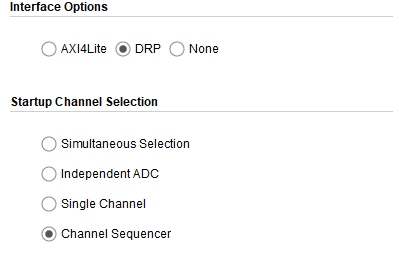 Interface Options
AXI4Lite DRP None
Startup Channel Selection
Simultaneous Selection
Independent ADC
Single Channel
Channel Sequencer